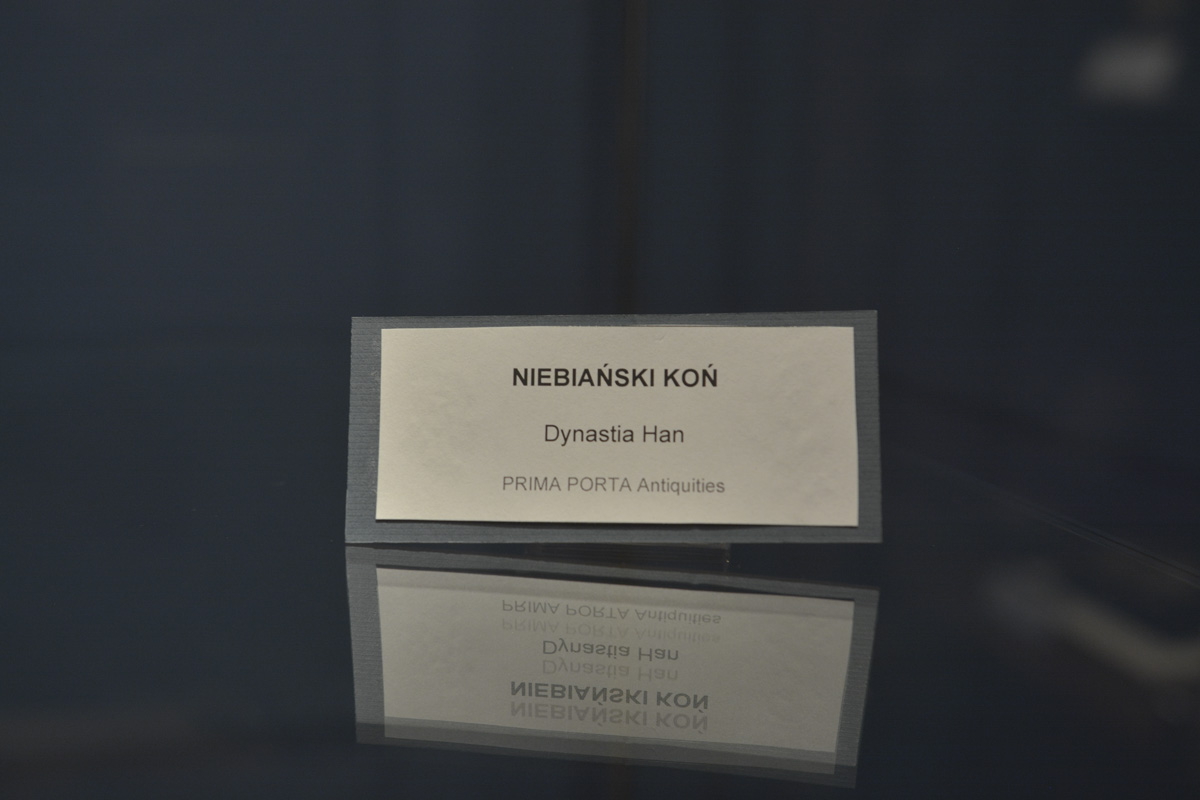 NIEBIAŃSKI KOŃ
Dynastia Han
PRIMA PORTA Antiquities